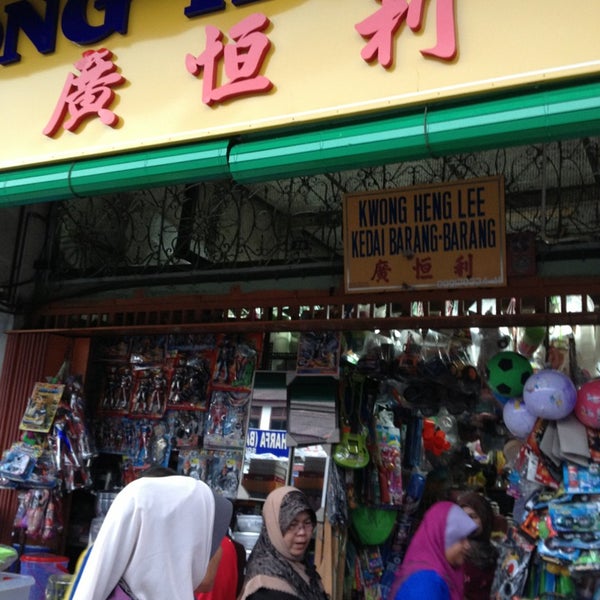 廣恒利
KWONG HENG LEE
KEDAI BARANG-BARANG
廣恒利